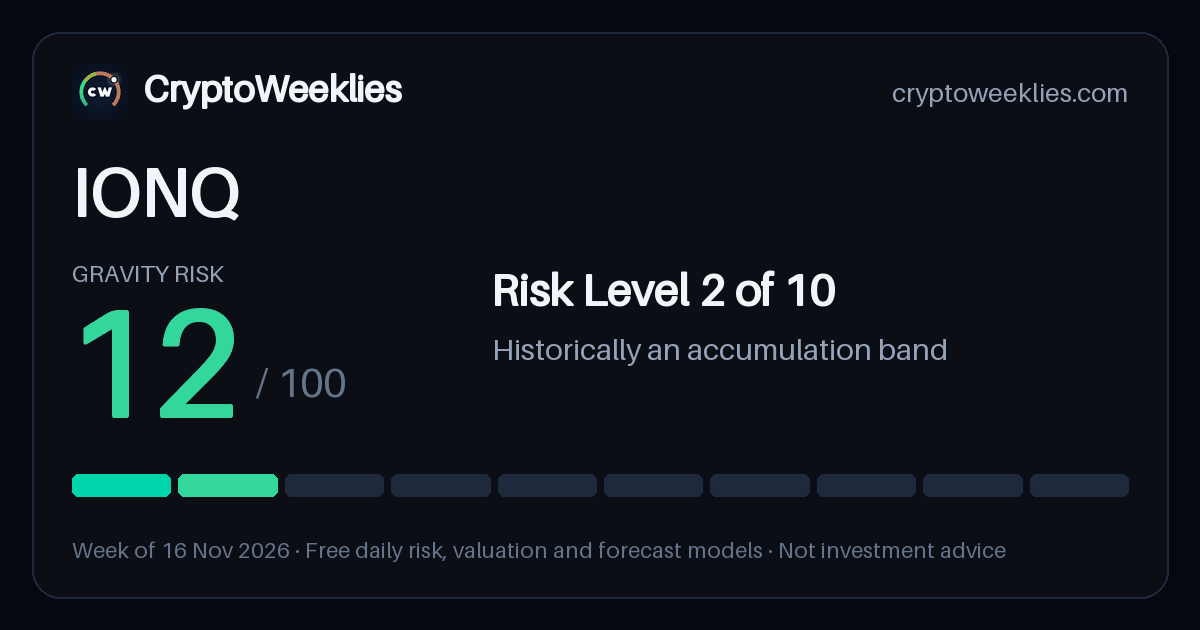 CW
CryptoWeeklies
cryptoweeklies.com
IONQ
GRAVITY RISK
12 / 100
Risk Level 2 of 10
Historically an accumulation band
Week of 16 Nov 2026 · Free daily risk, valuation and forecast models · Not investment advice